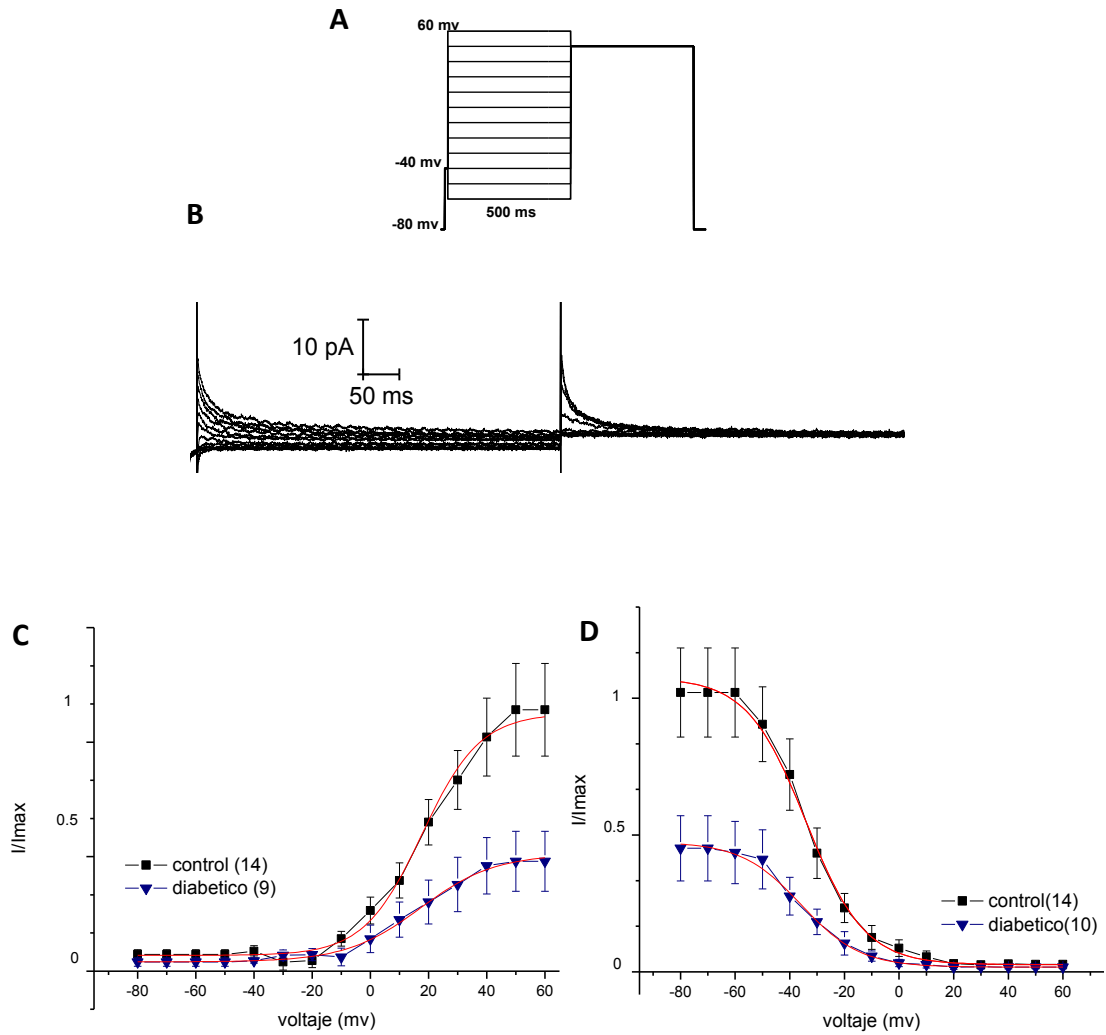 A
60 mv
-40 mv
-80 mv
500 ms
B
10 pA
50 ms
C
I/Imax
1
0.5
0
control (14)
diabetico (9)
-80 -60 -40 -20 0 20 40 60
voltaje (mv)
D
I/Imax
1
0.5
0
control(14)
diabetico(10)
-80 -60 -40 -20 0 20 40 60
voltaje (mv)